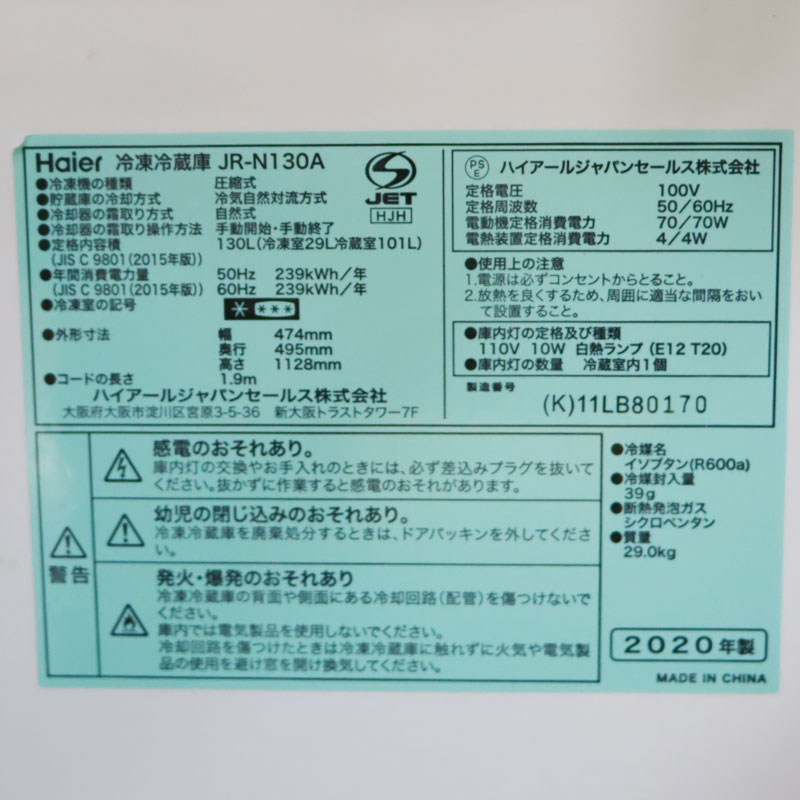 Haier 冷凍冷蔵庫 JR-N130A
●冷凍機の種類 圧縮式
●貯蔵庫の冷却方式 冷気自然対流方式
●冷却器の霜取り方式 自然式
●冷却器の霜取り操作方法 手動開始・手動終了
●定格内容積 130L(冷凍室29L冷蔵室101L)
(JIS C 9801(2015年版))
●年間消費電力量 50Hz 239kWh/年
(JIS C 9801(2015年版)) 60Hz 239kWh/年
●冷凍室の記号
●外形寸法 幅 474mm
奥行 495mm
高さ 1128mm
●コードの長さ 1.9m
ハイアールジャパンセールス株式会社
大阪府大阪市淀川区宮原3-5-36 新大阪トラストタワー7F
JET
HJH
PS
E
ハイアールジャパンセールス株式会社
定格電圧 100V
定格周波数 50/60Hz
電動機定格消費電力 70/70W
電熱装置定格消費電力 4/4W
●使用上の注意
1.電源は必ずコンセントからとること。
2.放熱を良くするため、周囲に適当な間隔をおい
て設置すること。
●庫内灯の定格及び種類
110V 10W 白熱ランプ (E12 T20)
●庫内灯の数量 冷蔵室内1個
製造番号
(K)11LB80170
警告
感電のおそれあり。
庫内灯の交換やお手入れのときには、必ず差込みプラグを抜いて
ください。抜かずに作業すると感電のおそれがあります。
幼児の閉じ込みのおそれあり。
冷凍冷蔵庫を廃棄処分するときは、ドアパッキンを外してくださ
い。
発火・爆発のおそれあり
冷凍冷蔵庫の背面や側面にある冷却回路(配管)を傷つけないで
ください。
庫内では電気製品を使用しないでください。
冷却回路を傷つけたときは冷凍冷蔵庫に触れずに火気や電気製
品の使用を避け窓を開け換気してください。
●冷媒名
イソブタン(R600a)
●冷媒封入量
39g
●断熱発泡ガス
シクロペンタン
●質量
29.0kg
2020年製
MADE IN CHINA